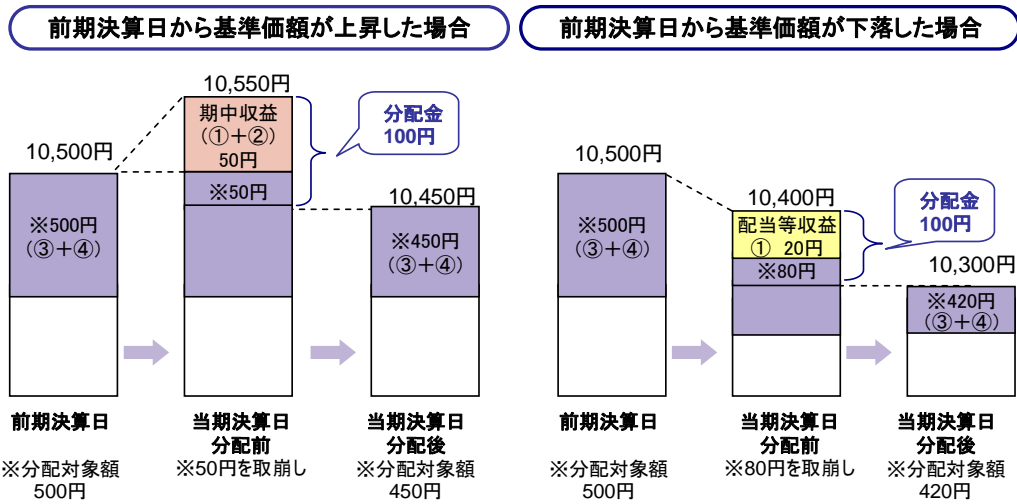 前期決算日から基準価額が上昇した場合
10,550円
期中収益
(①+②)
50円
分配金
100円
10,500円
※50円
10,450円
※500円
(③+④)
※450円
(③+④)
前期決算日
当期決算日
分配前
当期決算日
分配後
※分配対象額
500円
※50円を取崩し
※分配対象額
450円
前期決算日から基準価額が下落した場合
10,500円
10,400円
分配金
100円
配当等収益
① 20円
※500円
(③+④)
※80円
10,300円
※420円
(③+④)
前期決算日
当期決算日
分配前
当期決算日
分配後
※分配対象額
500円
※80円を取崩し
※分配対象額
420円